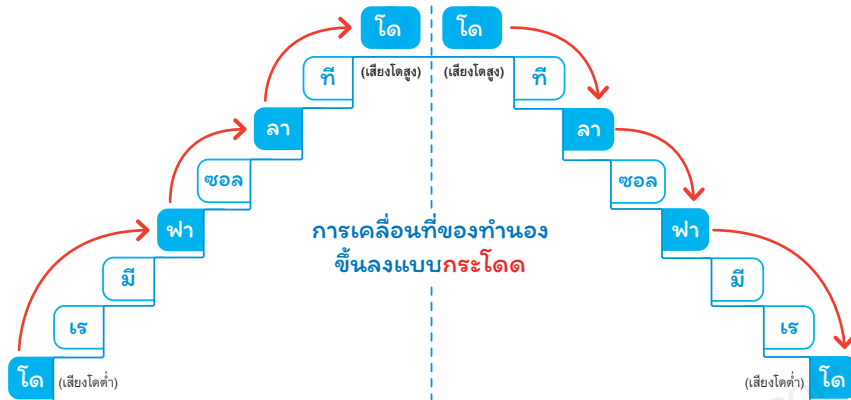 โด โด
(เสียงโดสูง) (เสียงโดสูง)
ที ที
ลา ลา
ซอล ซอล
ฟา ฟา
การเคลื่อนที่ของทำนอง
ขึ้นลงแบบกระโดด
มี มี
เร เร
โด (เสียงโดต่ำ) (เสียงโดต่ำ) โด